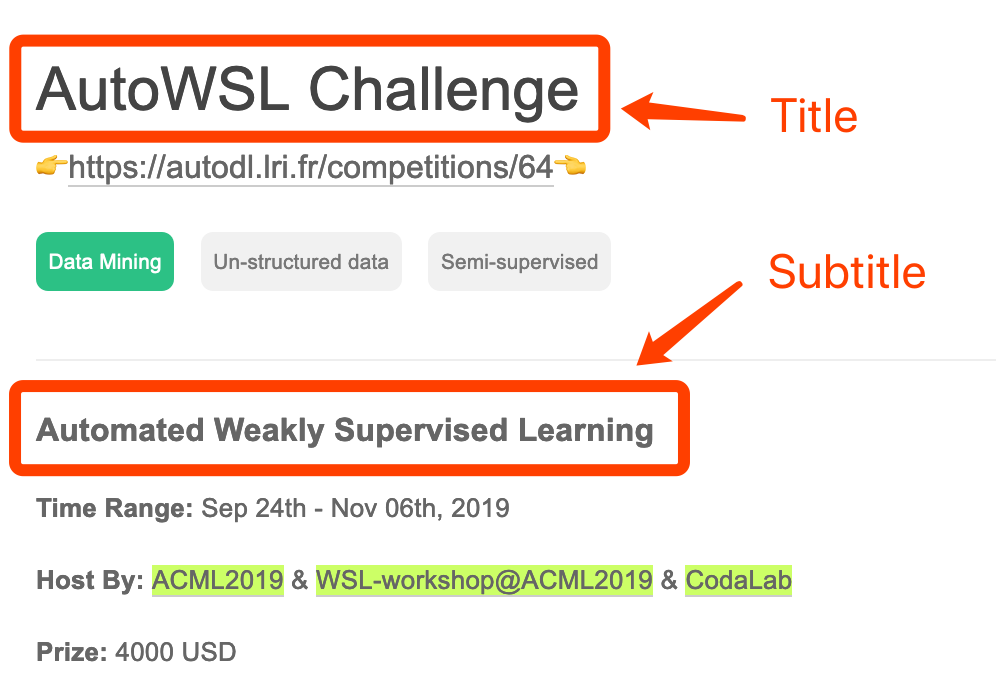 AutoWSL Challenge
Title
👉https://autodl.lri.fr/competitions/64👈
Data Mining Un-structured data Semi-supervised
Subtitle
Automated Weakly Supervised Learning
Time Range: Sep 24th - Nov 06th, 2019
Host By: ACML2019 & WSL-workshop@ACML2019 & CodaLab
Prize: 4000 USD